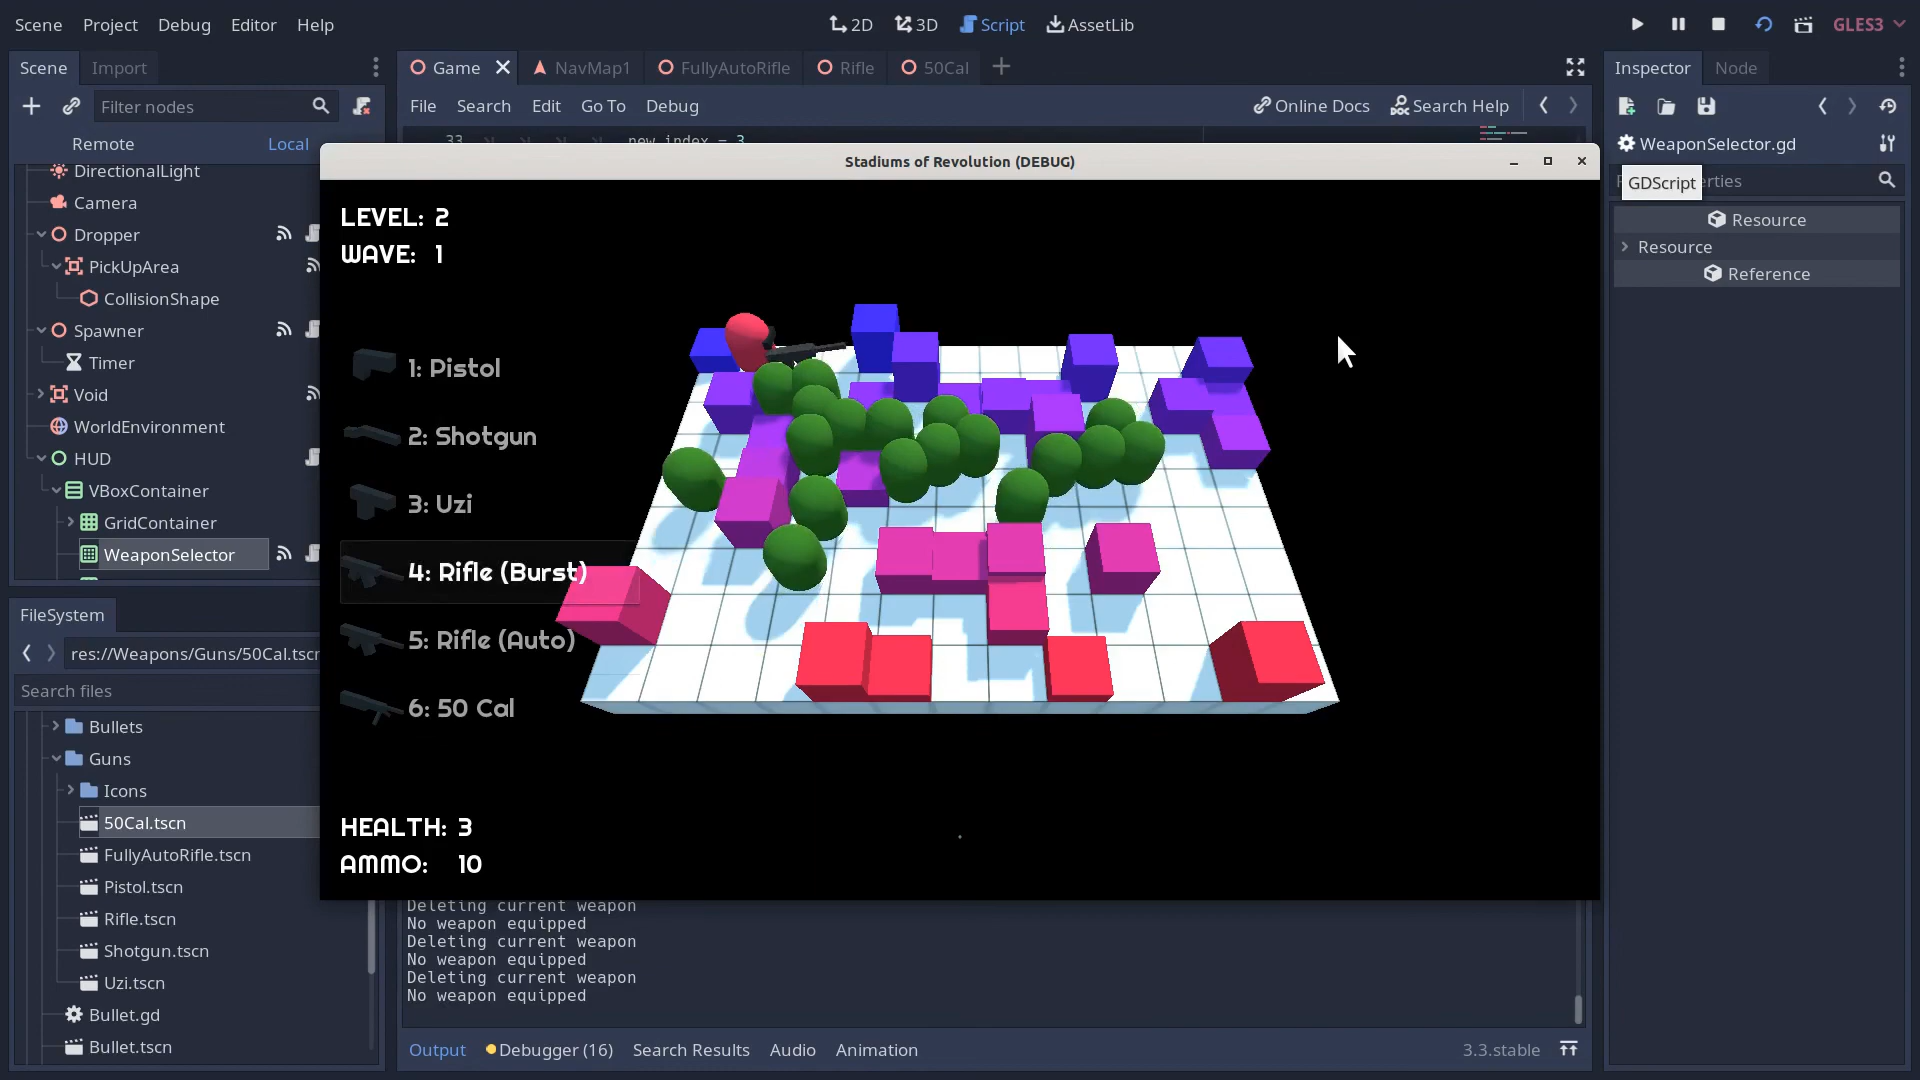 Scene Project Debug Editor Help
2D 3D Script AssetLib
GLES3
Scene Import
Game NavMap1 FullyAutoRifle Rifle 50Cal
Inspector Node
Filter nodes
File Search Edit Go To Debug
Online Docs Search Help
Remote Local
33 new_index = 3
WeaponSelector.gd
Stadiums of Revolution (DEBUG)
GDScript
DirectionalLight
Camera
Dropper
PickUpArea
CollisionShape
Spawner
Timer
Void
WorldEnvironment
HUD
VBoxContainer
GridContainer
WeaponSelector
Resource
Resource
Reference
LEVEL: 2
WAVE: 1
1: Pistol
2: Shotgun
3: Uzi
4: Rifle (Burst)
5: Rifle (Auto)
6: 50 Cal
HEALTH: 3
AMMO: 10
FileSystem
res://Weapons/Guns/50Cal.tscn
Search files
Bullets
Guns
Icons
50Cal.tscn
FullyAutoRifle.tscn
Pistol.tscn
Rifle.tscn
Shotgun.tscn
Uzi.tscn
Bullet.gd
Bullet.tscn
Deleting current weapon
No weapon equipped
Deleting current weapon
No weapon equipped
Deleting current weapon
No weapon equipped
Output Debugger (16) Search Results Audio Animation
3.3.stable